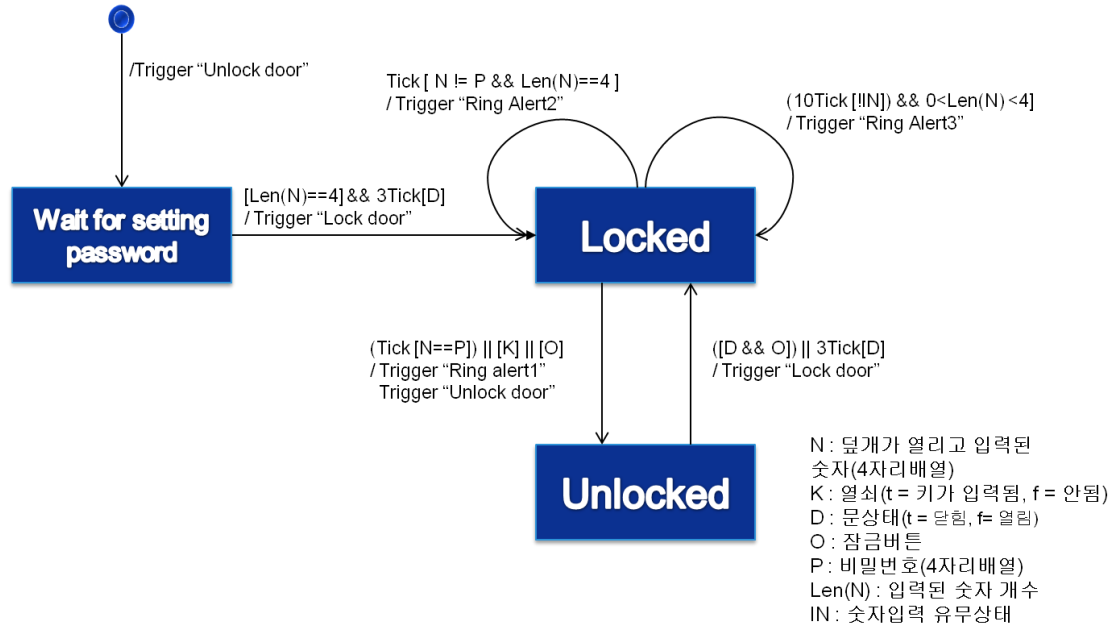 /Trigger “Unlock door”
Tick [ N != P && Len(N)==4 ]
/ Trigger “Ring Alert2”
(10Tick [!IN]) && 0<Len(N)<4]
/ Trigger “Ring Alert3”
[Len(N)==4] && 3Tick[D]
/ Trigger “Lock door”
Wait for setting
password
Locked
(Tick [N==P]) || [K] || [O]
/ Trigger “Ring alert1”
Trigger “Unlock door”
([D && O]) || 3Tick[D]
/ Trigger “Lock door”
Unlocked
N : 덮개가 열리고 입력된
숫자(4자리배열)
K : 열쇠(t = 키가 입력됨, f = 안됨)
D : 문상태(t = 닫힘, f= 열림)
O : 잠금버튼
P : 비밀번호(4자리배열)
Len(N) : 입력된 숫자 개수
IN : 숫자입력 유무상태